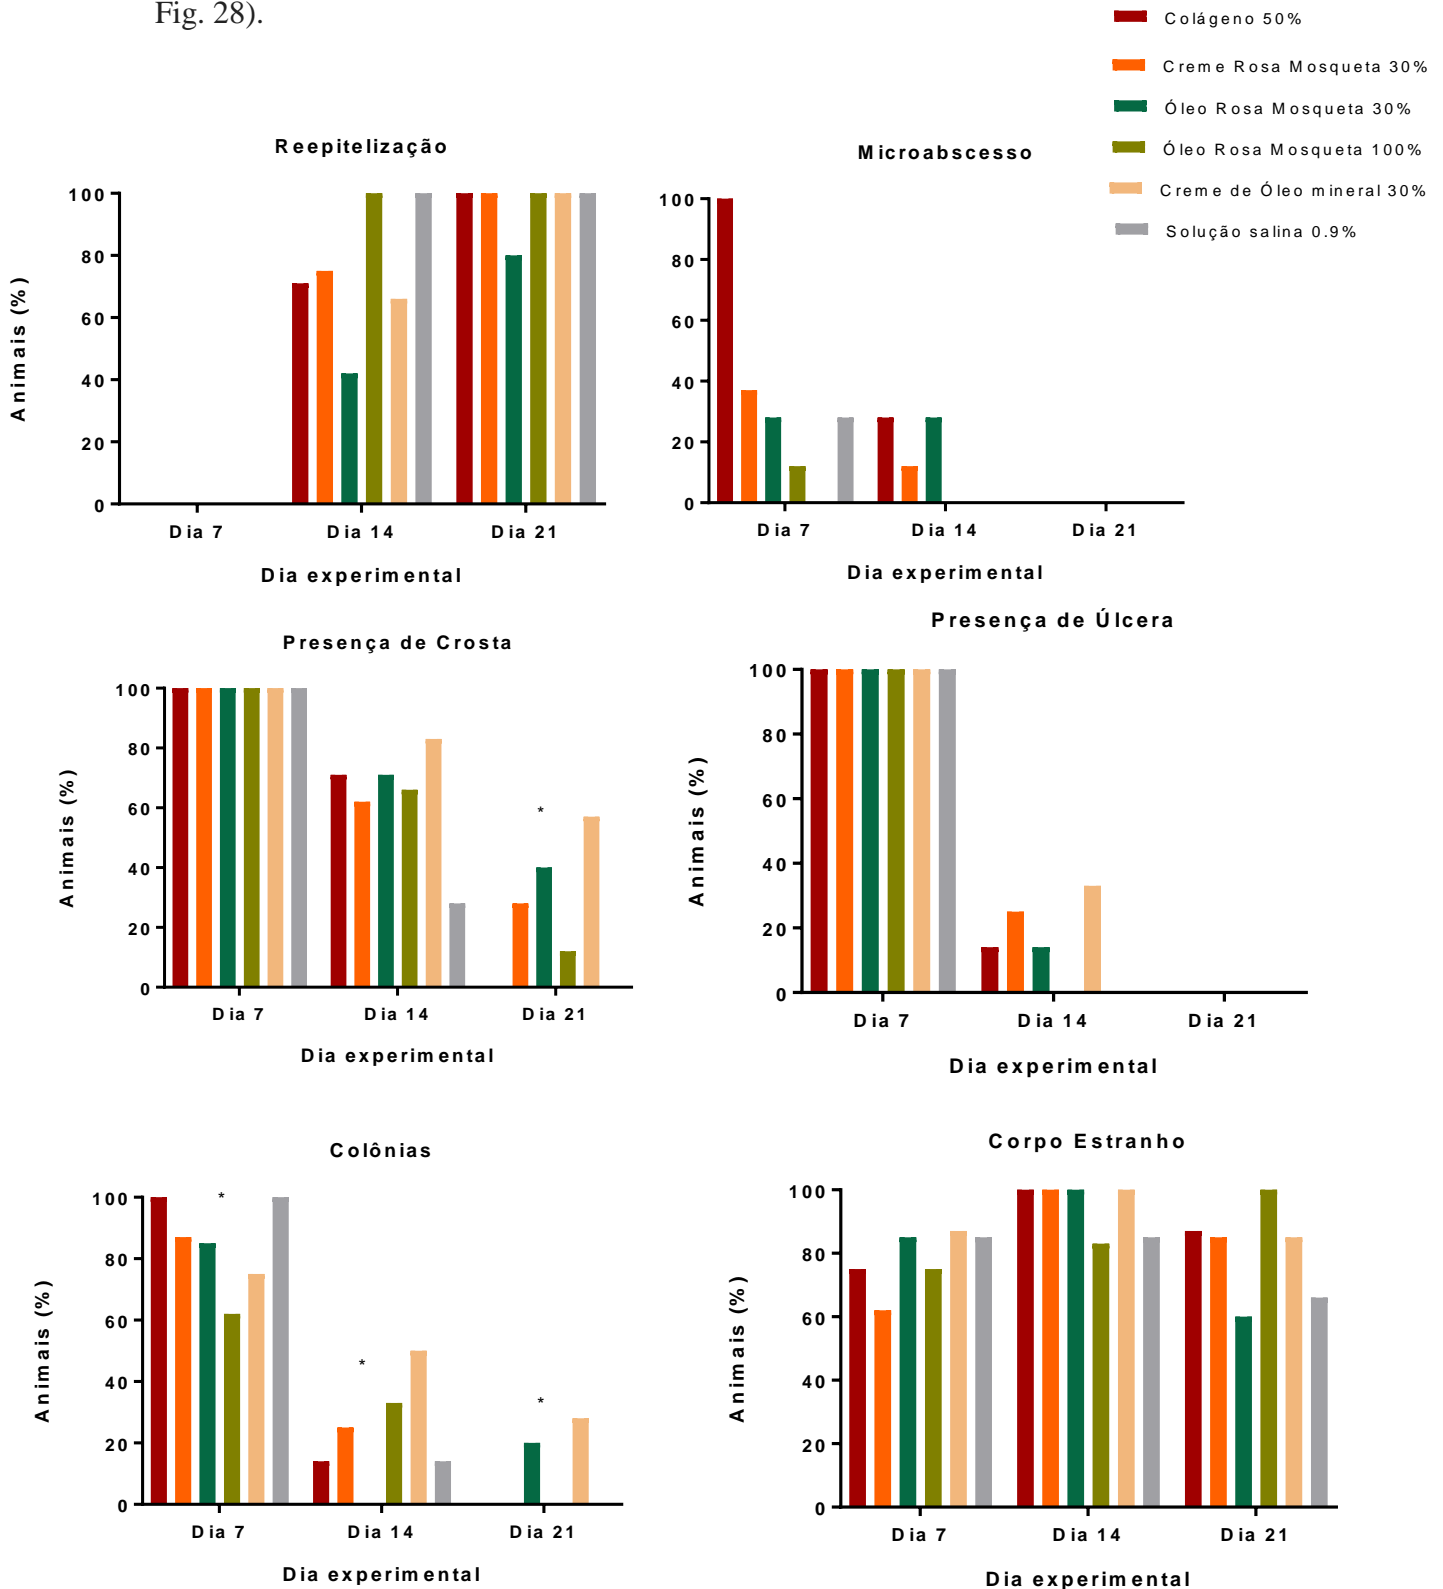 Fig. 28).
Colágeno 50%
Creme Rosa Mosqueta 30%
Óleo Rosa Mosqueta 30%
Óleo Rosa Mosqueta 100%
Creme de Óleo mineral 30%
Solução salina 0.9%
Reepitelização
Animais (%)
100
80
60
40
20
0
Dia 7 Dia 14 Dia 21
Dia experimental
Microabscesso
100
80
60
40
20
0
Dia 7 Dia 14 Dia 21
Dia experimental
Presença de Crosta
Animais (%)
100
80
60
40
20
0
*
Dia 7 Dia 14 Dia 21
Dia experimental
Presença de Úlcera
Animais (%)
100
80
60
40
20
0
Dia 7 Dia 14 Dia 21
Dia experimental
Colônias
Animais (%)
100
80
60
40
20
0
* * *
Dia 7 Dia 14 Dia 21
Dia experimental
Corpo Estranho
Animais (%)
100
80
60
40
20
0
Dia 7 Dia 14 Dia 21
Dia experimental